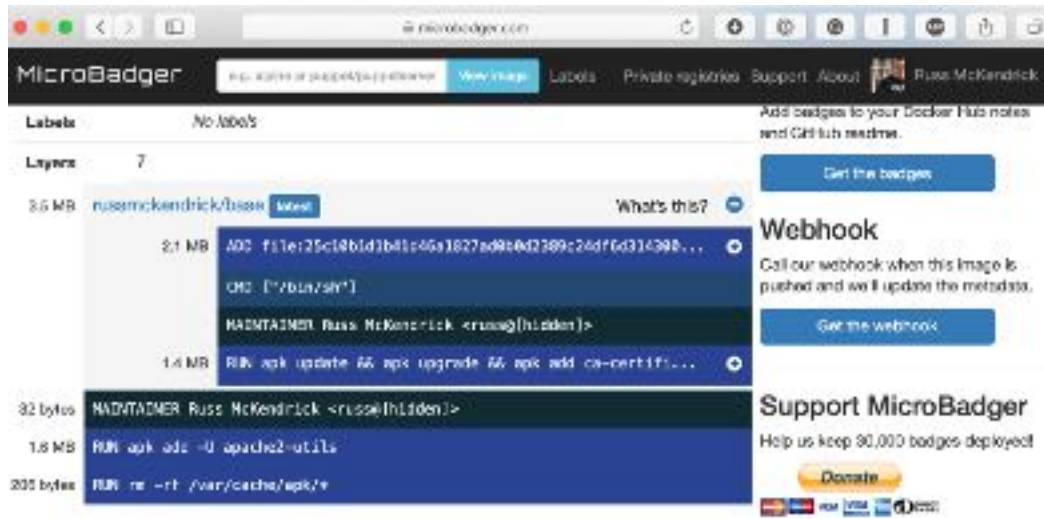 microbadger.com
MicroBadger
View image
Labels
Private registries
Support
About
Russ McKendrick
Labels
No labels
Layers
7
3.5 MB
russmckendrick/base
latest
What's this?
2.1 MB
ADD
CMD ["/bin/sh"]
MAINTAINER Russ McKendrick <russ@[hidden]>
1.4 MB
RUN apk update && apk upgrade && apk add ca-certifi...
32 bytes
MAINTAINER Russ McKendrick <russ@[hidden]>
1.6 MB
RUN apk add -U apache2-utils
bytes
RUN rm -rf /var/cache/apk/*
Add badges to your Docker Hub notes
and GitHub readme.
Get the badges
Webhook
Call our webhook when this image is
pushed and we'll update the metadata.
Get the webhook
Support MicroBadger
Help us keep 30,000 badges deployed!
Donate